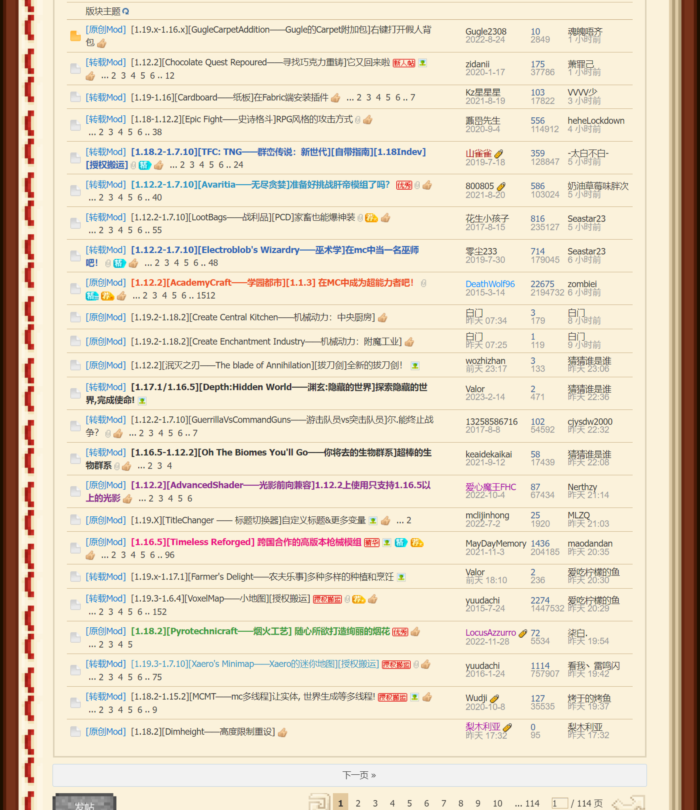 版块主题
[原创Mod] [1.19.x-1.16.x][GugleCarpetAddition——Gugle的Carpet附加包]右键打开假人背包
Gugle2308 10 魂魄唔齐
2022-8-24 2849 1 小时前
[转载Mod] [1.12.2][Chocolate Quest Repoured——寻找巧克力重铸]它又回来啦
... 2 3 4 5 6 .. 12
zidanii 175 萧罪己_
2020-1-17 37786 1 小时前
[转载Mod] [1.19-1.16][Cardboard——纸板]在Fabric端安装插件 ... 2 3 4 5 6 .. 7
Kz星星星 103 VVVV少
2021-8-19 17822 3 小时前
[转载Mod] [1.18-1.12.2][Epic Fight——史诗格斗]RPG风格的攻击方式
... 2 3 4 5 6 .. 38
556 heheLockdown
2020-9-4 114912 4 小时前
[转载Mod] [1.18.2-1.7.10][TFC: TNG——群峦传说：新世代][自带指南][1.18Indev]
[授权搬运] ... 2 3 4 5 6 .. 24
山雀雀 359 -太白不白-
2019-7-18 128847 5 小时前
[转载Mod] [1.12.2-1.7.10][Avaritia——无尽贪婪]准备好挑战肝帝模组了吗？ 优秀
... 2 3 4 5 6 .. 40
800805 586 奶油草莓味胖次
2021-8-20 103024 5 小时前
[转载Mod] [1.12.2-1.7.10][LootBags——战利品][PCD]家畜也能爆神装
... 2 3 4 5 6 .. 55
花生小孩子 816 Seastar23
2017-8-15 235127 5 小时前
[转载Mod] [1.12.2-1.7.10][Electroblob's Wizardry——巫术学]在mc中当一名巫师
吧！ ... 2 3 4 5 6 .. 48
零尘233 714 Seastar23
2019-7-30 179045 6 小时前
[原创Mod] [1.12.2][AcademyCraft——学园都市][1.1.3] 在MC中成为超能力者吧！
... 2 3 4 5 6 .. 1512
DeathWolf96 22675 zombiei
2015-3-14 2194732 6 小时前
[原创Mod] [1.19.2-1.18.2][Create Central Kitchen——机械动力：中央厨房]
白门 3 白门
昨天 07:34 179 8 小时前
[原创Mod] [1.19.2-1.18.2][Create Enchantment Industry——机械动力：附魔工业]
白门 1 白门
昨天 07:25 119 9 小时前
[原创Mod] [1.12.2][泯灭之刃——The blade of Annihilation][拔刀剑]全新的拔刀剑！
wozhizhan 3 猜猜谁是谁
前天 23:17 133 昨天 23:06
[转载Mod] [1.17.1/1.16.5][Depth:Hidden World——渊玄:隐藏的世界]探索隐藏的世
界,完成使命!
Valor 2 猜猜谁是谁
2023-2-14 471 昨天 22:36
[转载Mod] [1.12.2-1.7.10][GuerrillaVsCommandGuns——游击队员vs突击队员]尔,能终止战
争？ ... 2 3 4 5 6 .. 7
13258586716 102 cjysdw2000
2017-8-8 54592 昨天 22:32
[转载Mod] [1.16.5-1.12.2][Oh The Biomes You'll Go——你将去的生物群系]超棒的生
物群系 ... 2 3 4
keaidekaikai 58 猜猜谁是谁
2021-9-12 17439 昨天 22:08
[原创Mod] [1.12.2][AdvancedShader——光影前向兼容]1.12.2上使用只支持1.16.5以
上的光影 ... 2 3 4 5 6
爱心魔王FHC 87 Nerthzy
2022-10-4 67434 昨天 21:14
[原创Mod] [1.19.X][TitleChanger —— 标题切换器]自定义标题&更多变量 ... 2
mclijinhong 25 MLZQ
2022-7-2 1920 昨天 21:03
[原创Mod] [1.16.5][Timeless Reforged] 跨国合作的高版本枪械模组 精华
... 2 3 4 5 6 .. 96
MayDayMemory 1436 maodandan
2021-11-3 204185 昨天 20:35
[转载Mod] [1.19.x-1.17.1][Farmer's Delight——农夫乐事]多种多样的种植和烹饪
Valor 2 爱吃柠檬的鱼
前天 18:10 236 昨天 20:30
[转载Mod] [1.19.3-1.6.4][VoxelMap——小地图][授权搬运] 授权搬运
... 2 3 4 5 6 .. 152
yuudachi 2274 爱吃柠檬的鱼
2015-7-24 1447532 昨天 20:29
[原创Mod] [1.18.2][Pyrotechnicraft——烟火工艺] 随心所欲打造绚丽的烟花 优秀
... 2 3 4 5
LocusAzzurro 72 柒白.
2022-11-28 5534 昨天 19:54
[转载Mod] [1.19.3-1.7.10][Xaero's Minimap——Xaero的迷你地图][授权搬运] 授权搬运
... 2 3 4 5 6 .. 75
yuudachi 1114 看我丶雷鸣闪
2016-1-24 757907 昨天 19:42
[转载Mod] [1.18.2-1.15.2][MCMT——mc多线程]让实体, 世界生成等多线程! 授权搬运
... 2 3 4 5 6 .. 9
Wudji 127 烤于的烤鱼
2020-10-8 35535 昨天 19:37
[原创Mod] [1.18.2][Dimheight——高度限制重设]
梨木利亚 0 梨木利亚
昨天 17:32 95 昨天 17:32
下一页 »
发帖
1 2 3 4 5 6 7 8 9 10 ... 114 1 / 114 页